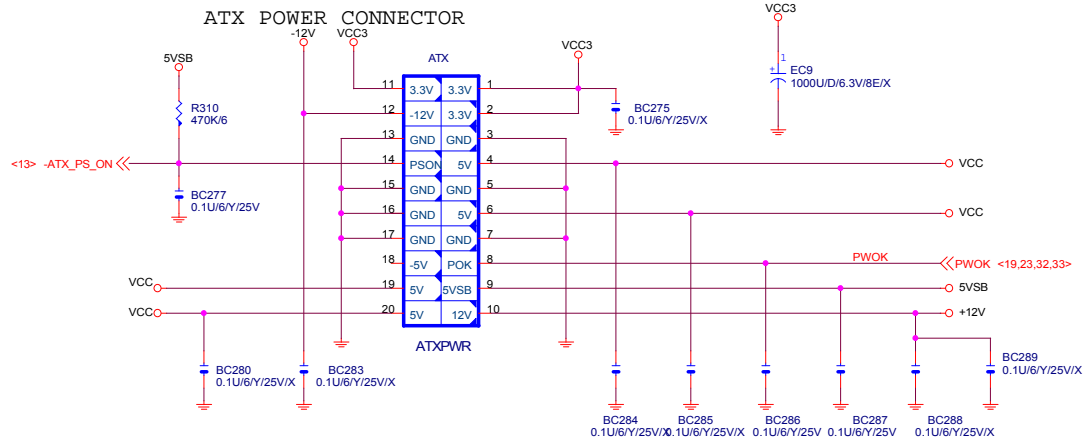 ATX POWER CONNECTOR
-12V
VCC3
VCC3
VCC3
5VSB
ATX
1
EC9
1000U/D/6.3V/8E/X
R310
470K/6
11 3.3V 3.3V 1
BC275
0.1U/6/Y/25V/X
12 -12V 3.3V 2
13 GND GND 3
<13> -ATX_PS_ON
14 PSON 5V 4
VCC
15 GND GND 5
BC277
0.1U/6/Y/25V
16 GND 5V 6
VCC
17 GND GND 7
18 -5V POK 8
PWOK
PWOK <19,23,32,33>
VCC
19 5V 5VSB 9
5VSB
VCC
20 5V 12V 10
+12V
ATXPWR
BC280
0.1U/6/Y/25V/X
BC283
0.1U/6/Y/25V/X
BC289
0.1U/6/Y/25V/X
BC284
0.1U/6/Y/25V/X
BC285
0.1U/6/Y/25V/X
BC286
0.1U/6/Y/25V
BC287
0.1U/6/Y/25V
BC288
0.1U/6/Y/25V/X